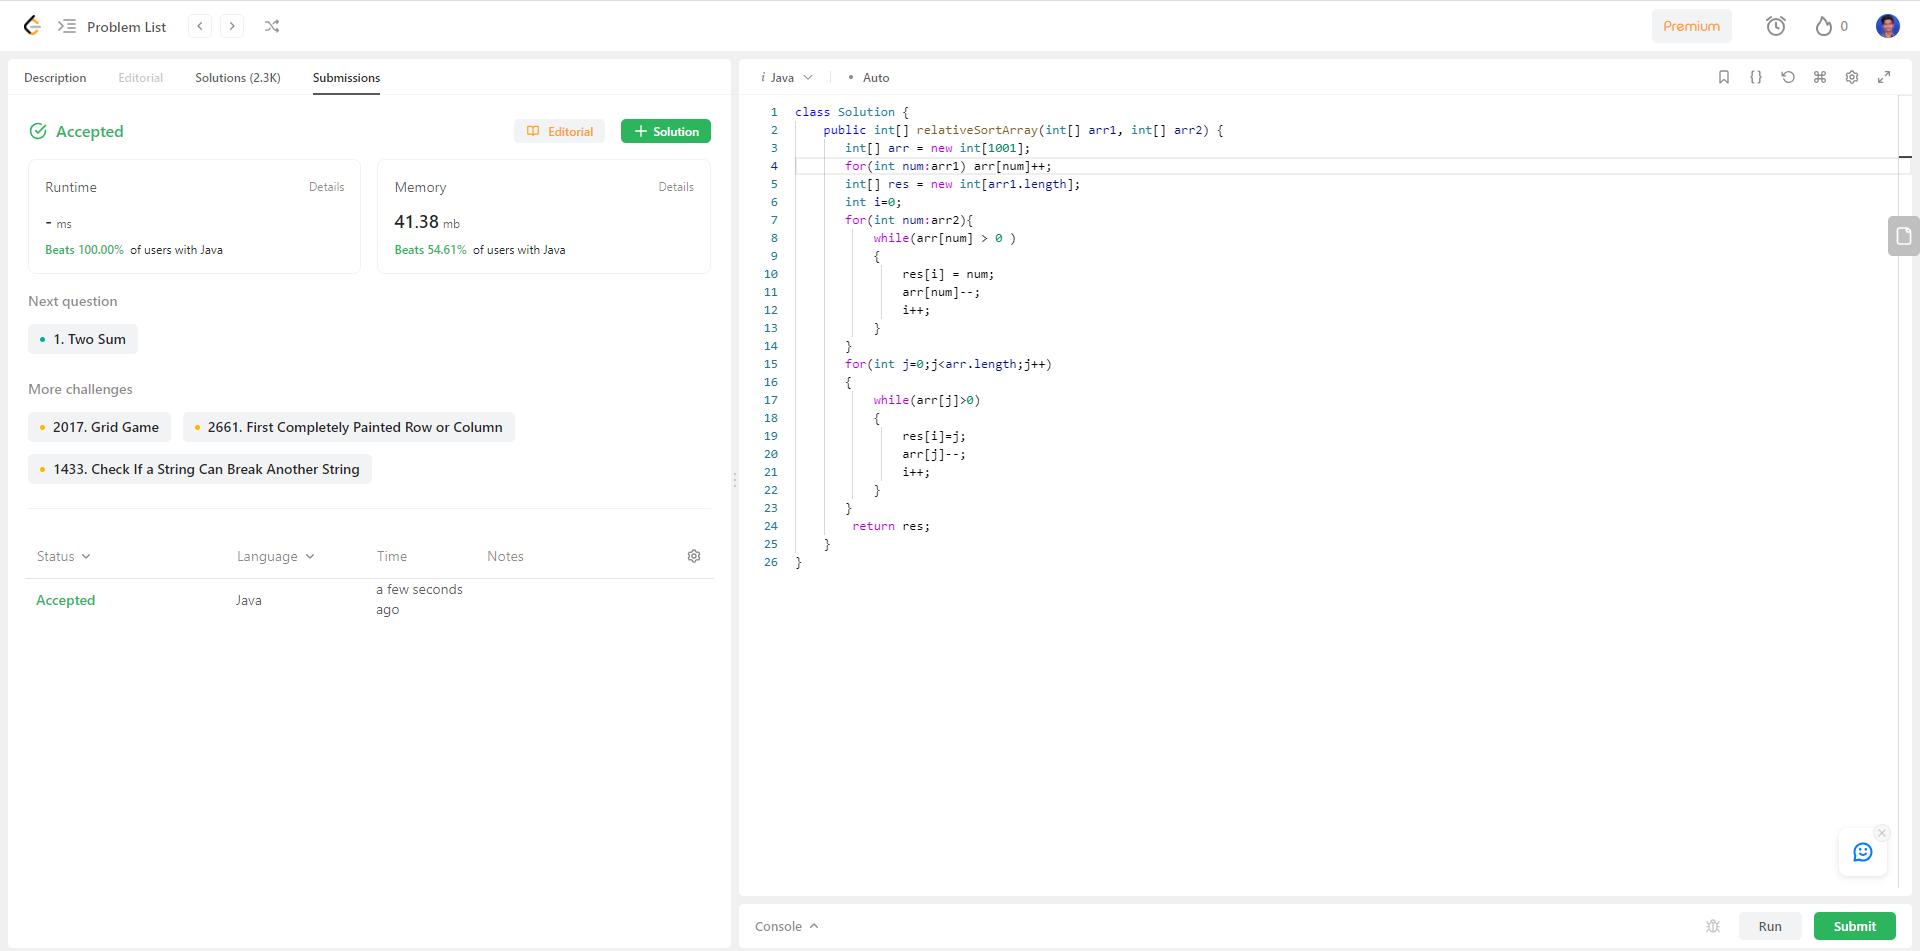 Problem List
Premium
0
Description Editorial Solutions (2.3K) Submissions
Accepted
Editorial
Solution
Runtime Details
- ms
Beats 100.00% of users with Java
Memory Details
41.38 mb
Beats 54.61% of users with Java
Next question
1. Two Sum
More challenges
2017. Grid Game
2661. First Completely Painted Row or Column
1433. Check If a String Can Break Another String
Status Language Time Notes
Accepted Java a few seconds
ago
i Java • Auto
1 class Solution {
2     public int[] relativeSortArray(int[] arr1, int[] arr2) {
3        int[] arr = new int[1001];
4        for(int num:arr1) arr[num]++;
5        int[] res = new int[arr1.length];
6        int i=0;
7        for(int num:arr2){
8            while(arr[num] > 0 )
9            {
10                res[i] = num;
11                arr[num]--;
12                i++;
13            }
14        }
15        for(int j=0;j<arr.length;j++)
16        {
17            while(arr[j]>0)
18            {
19                res[i]=j;
20                arr[j]--;
21                i++;
22            }
23        }
24         return res;
25     }
26 }
Console
Run
Submit